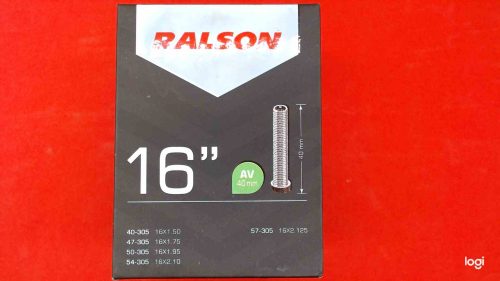 RALSON
16”
AV
40 mm
40 mm
40-305 16X1.50
47-305 16X1.75
50-305 16X1.95
54-305 16X2.10
57-305 16X2.125
logi